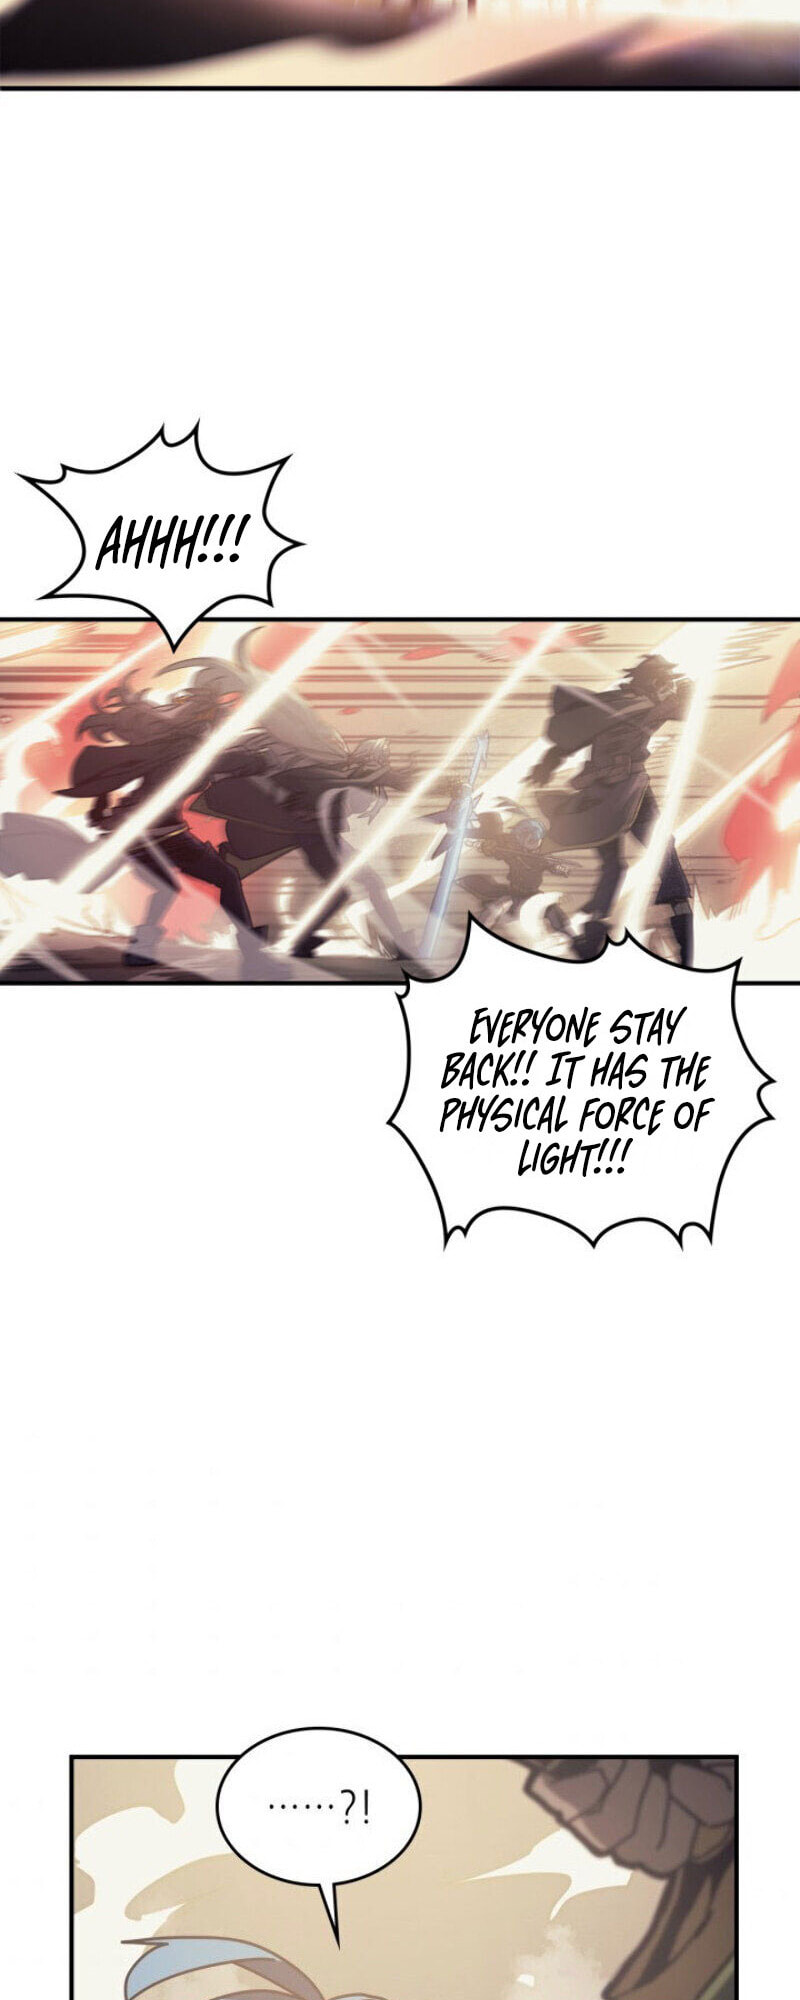 AHHH!!!
EVERYONE STAY
BACK!! IT HAS THE
PHYSICAL FORCE OF
LIGHT!!!
……?!